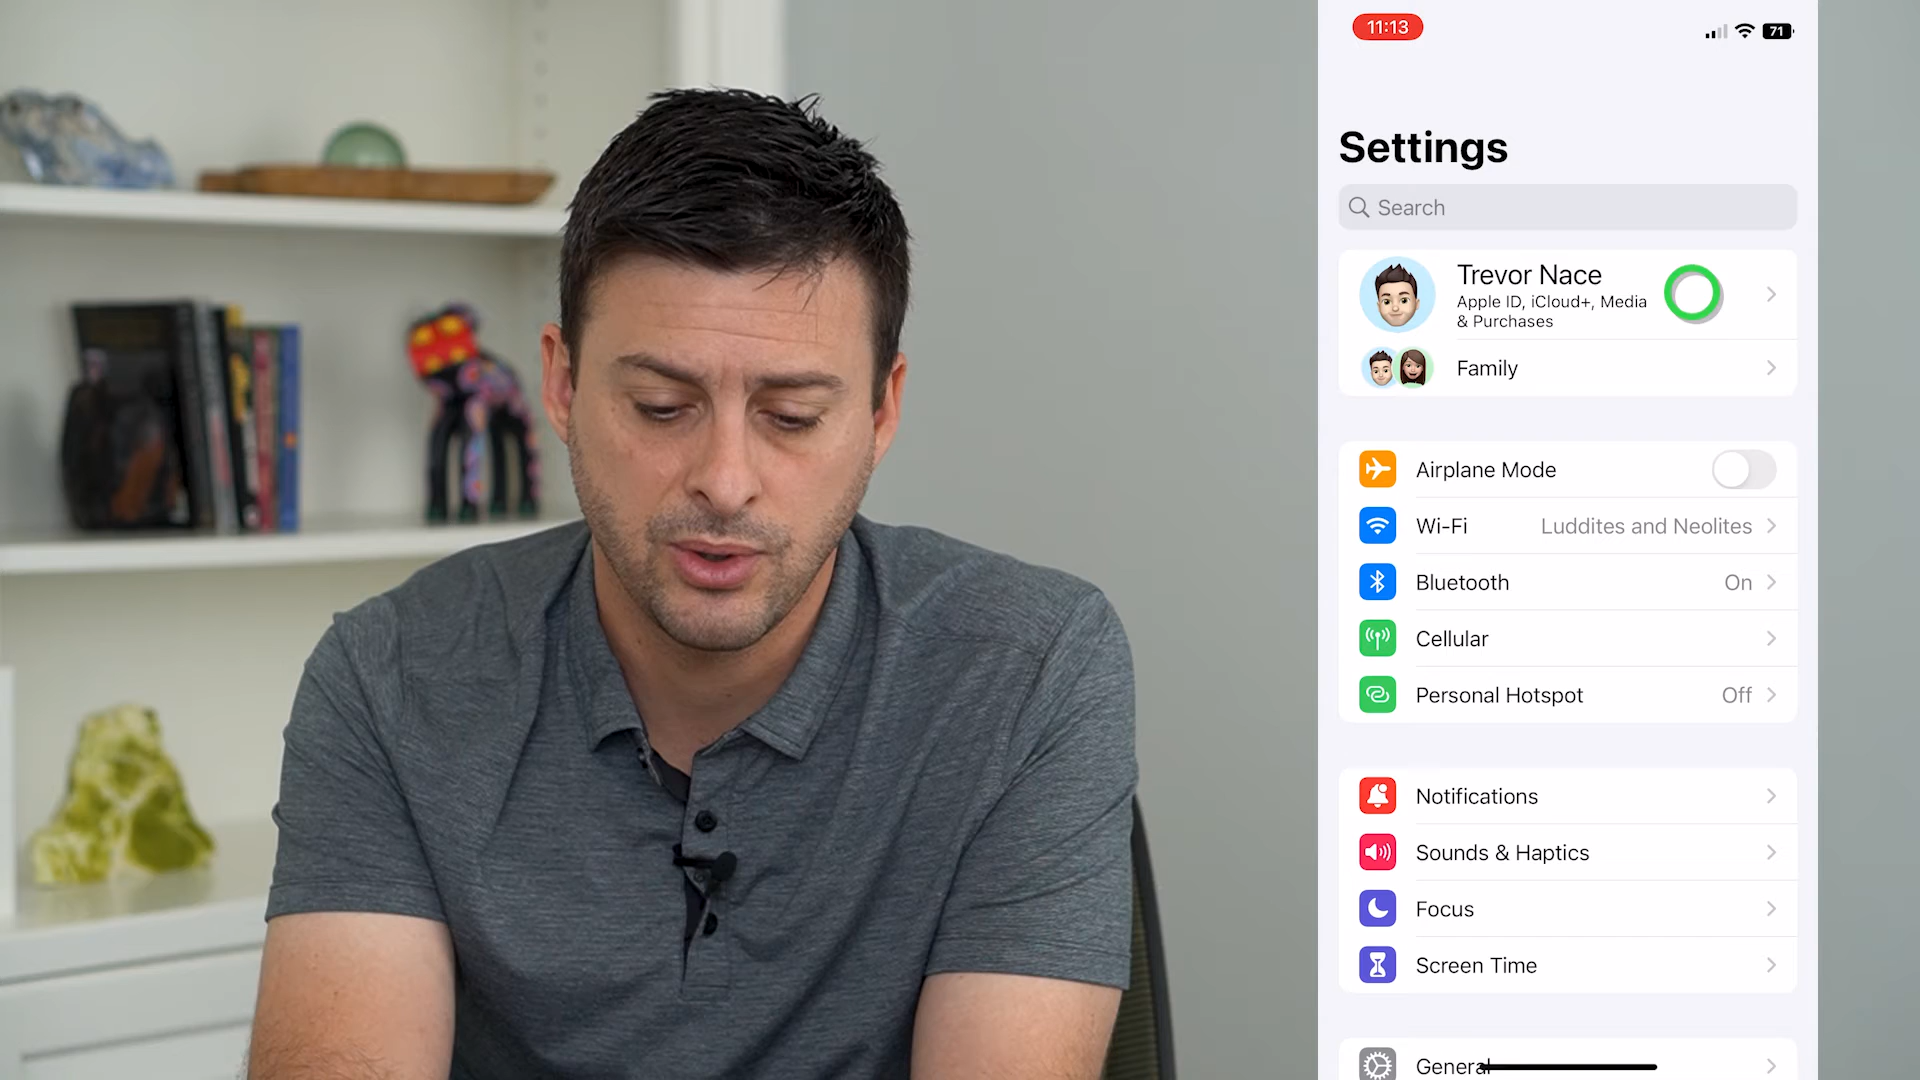 11:13
71
Settings
Search
Trevor Nace
Apple ID, iCloud+, Media
& Purchases
Family
Airplane Mode
Wi-Fi Luddites and Neolites
Bluetooth On
Cellular
Personal Hotspot Off
Notifications
Sounds & Haptics
Focus
Screen Time
General